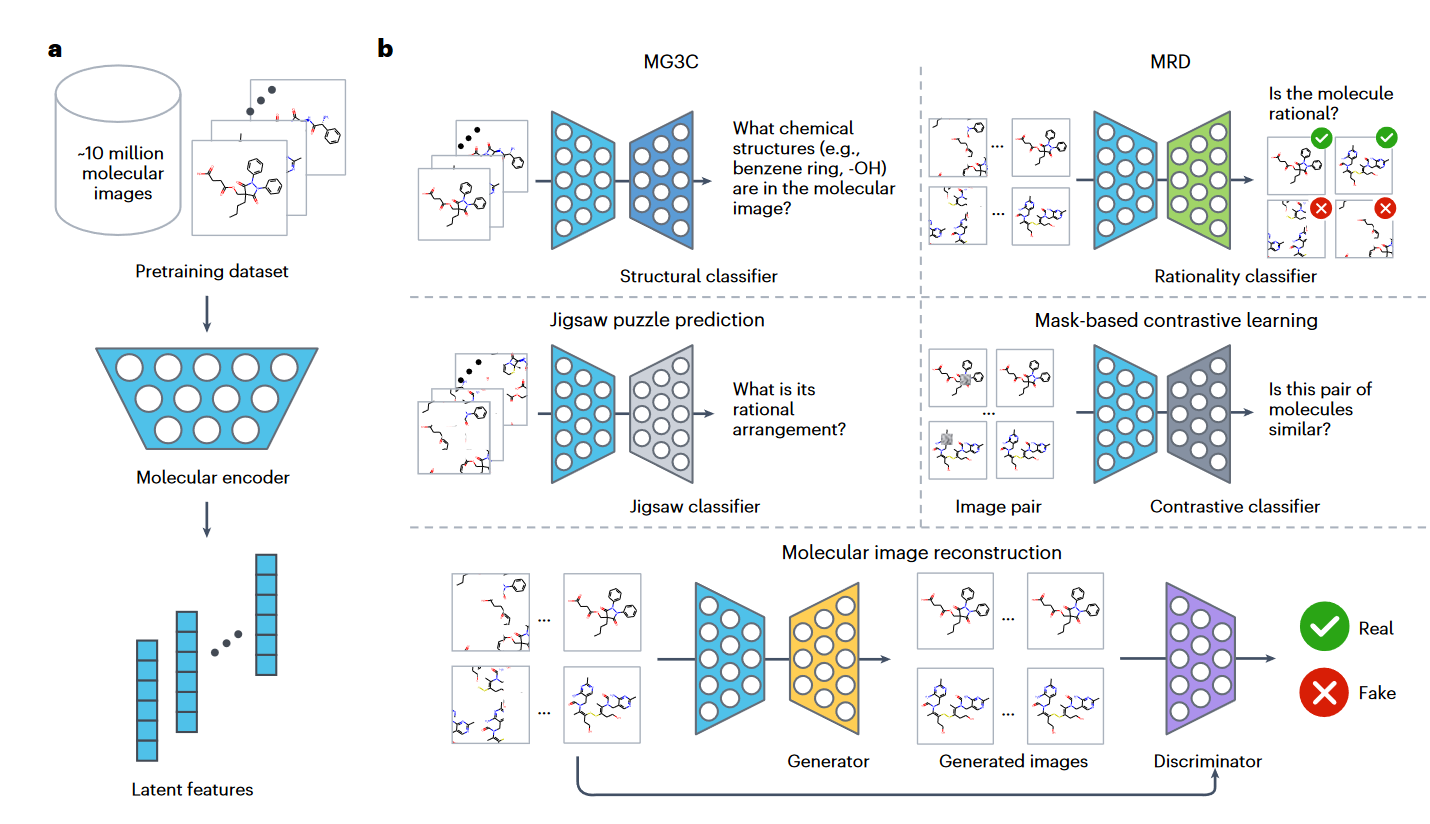 a
~10 million
molecular
images
Pretraining dataset
Molecular encoder
Latent features
b
MG3C
What chemical
structures (e.g.,
benzene ring, -OH)
are in the molecular
image?
Structural classifier
MRD
Is the molecule
rational?
Rationality classifier
Jigsaw puzzle prediction
What is its
rational
arrangement?
Jigsaw classifier
Mask-based contrastive learning
Is this pair of
molecules
similar?
Image pair
Contrastive classifier
Molecular image reconstruction
Real
Fake
Generator
Generated images
Discriminator